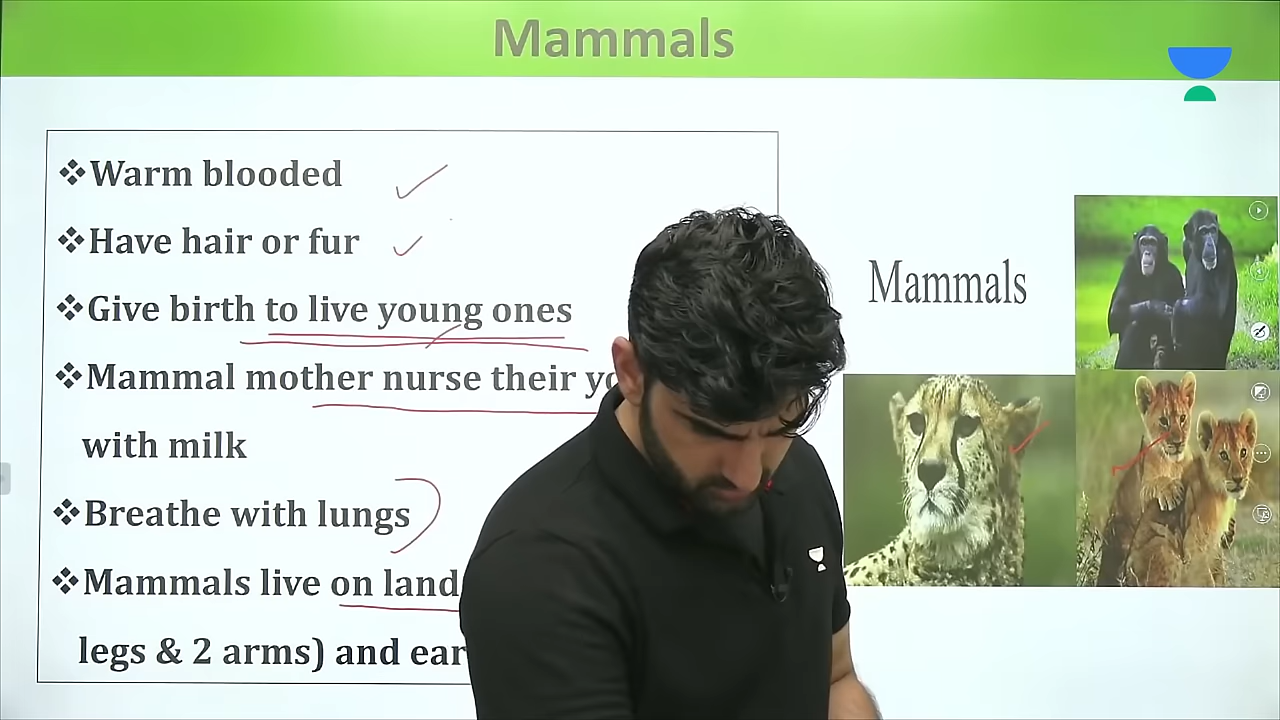 Mammals
❖Warm blooded
❖Have hair or fur
❖Give birth to live young ones
❖Mammal mother nurse their
with milk
❖Breathe with lungs
❖Mammals live on land
legs & 2 arms) and
Mammals